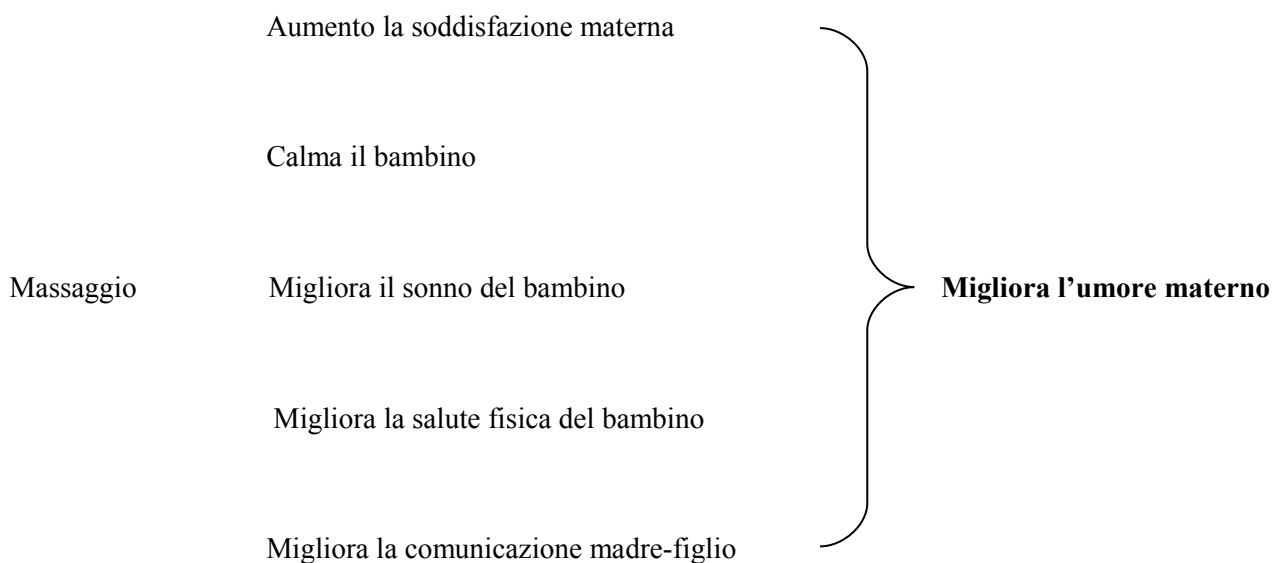 Aumento la soddisfazione materna
Calma il bambino
Massaggio
Migliora il sonno del bambino
Migliora l’umore materno
Migliora la salute fisica del bambino
Migliora la comunicazione madre-figlio